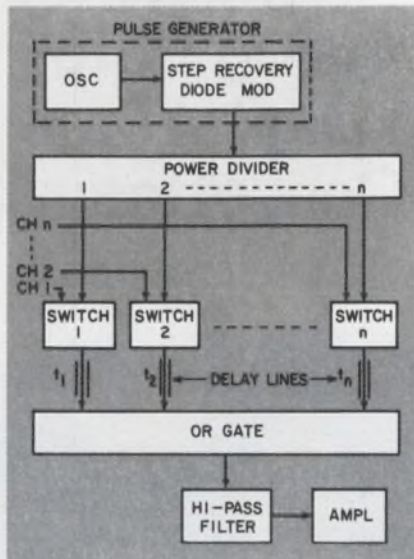 PULSE GENERATOR
OSC
STEP RECOVERY
DIODE MOD
POWER DIVIDER
1 2 n
CH n
CH 2
CH 1
SWITCH
1
SWITCH
2
SWITCH
n
t1 t2 DELAY LINES tn
OR GATE
HI-PASS
FILTER
AMPL